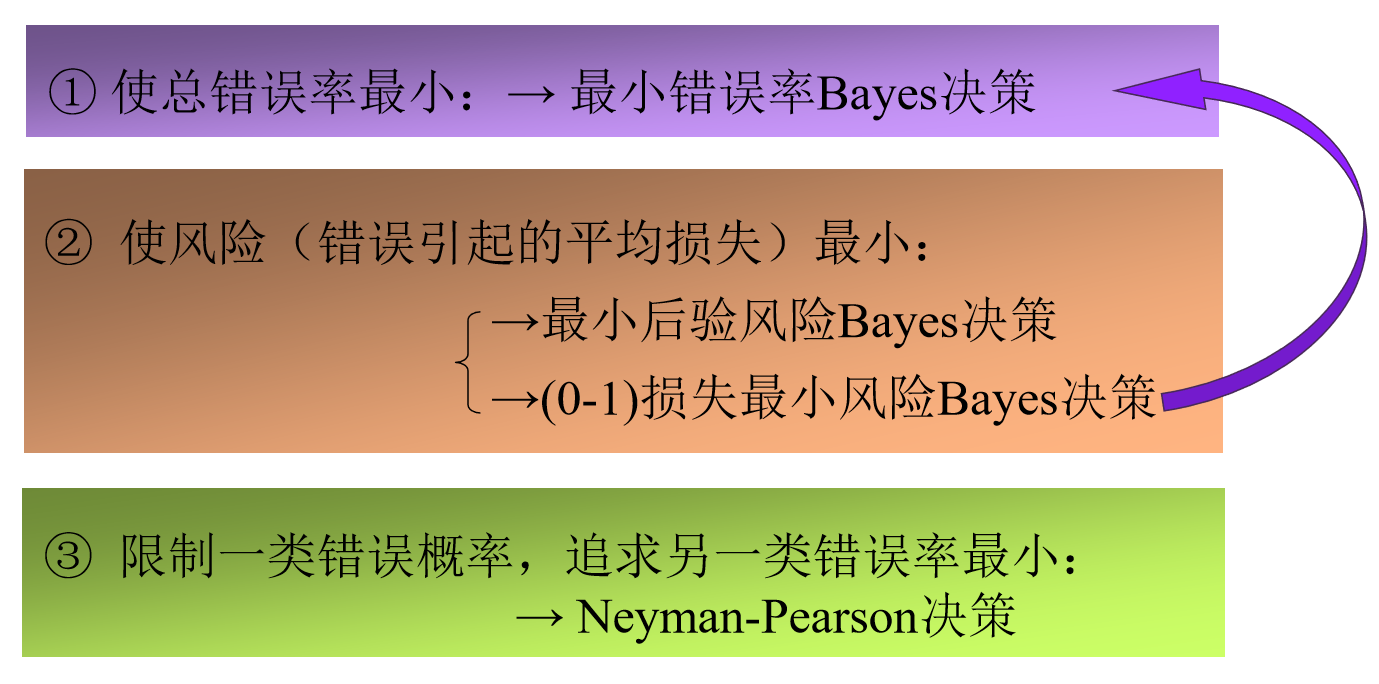 ① 使总错误率最小：→ 最小错误率Bayes决策
② 使风险（错误引起的平均损失）最小：
→最小后验风险Bayes决策
→(0-1)损失最小风险Bayes决策
③ 限制一类错误概率，追求另一类错误率最小：
→ Neyman-Pearson决策